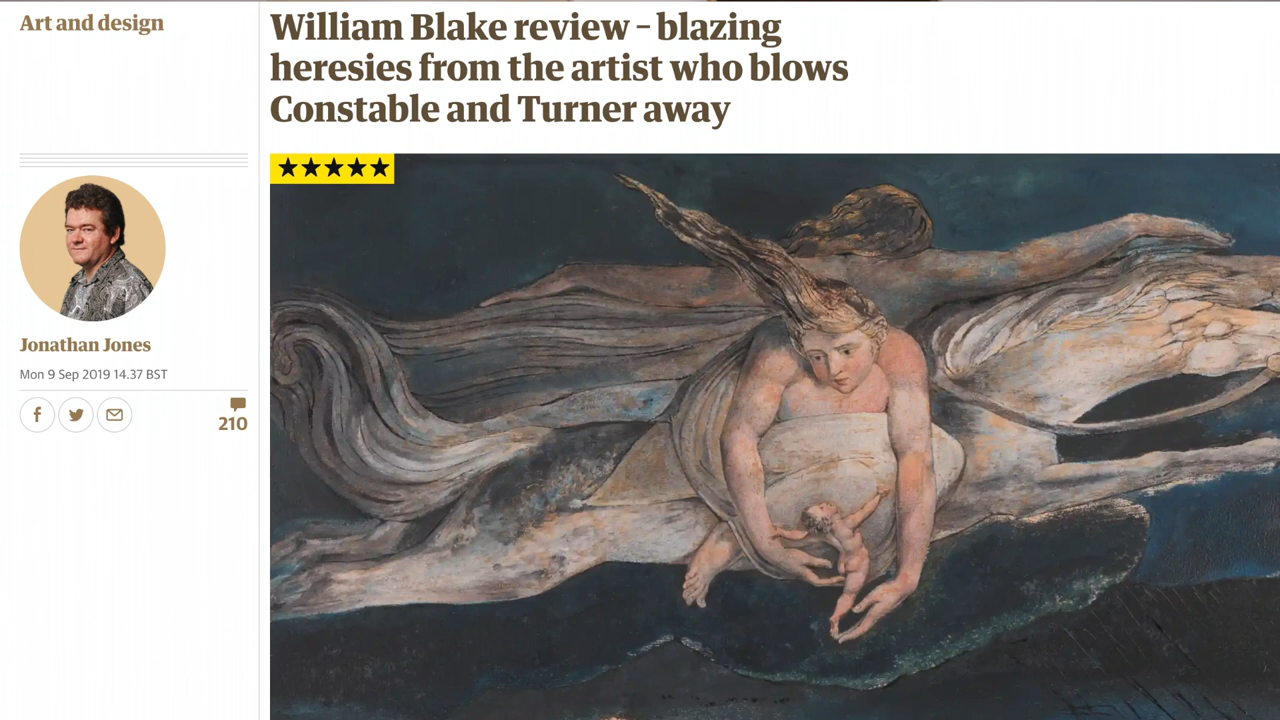 Art and design
William Blake review – blazing
heresies from the artist who blows
Constable and Turner away
★★★★★
Jonathan Jones
Mon 9 Sep 2019 14.37 BST
210